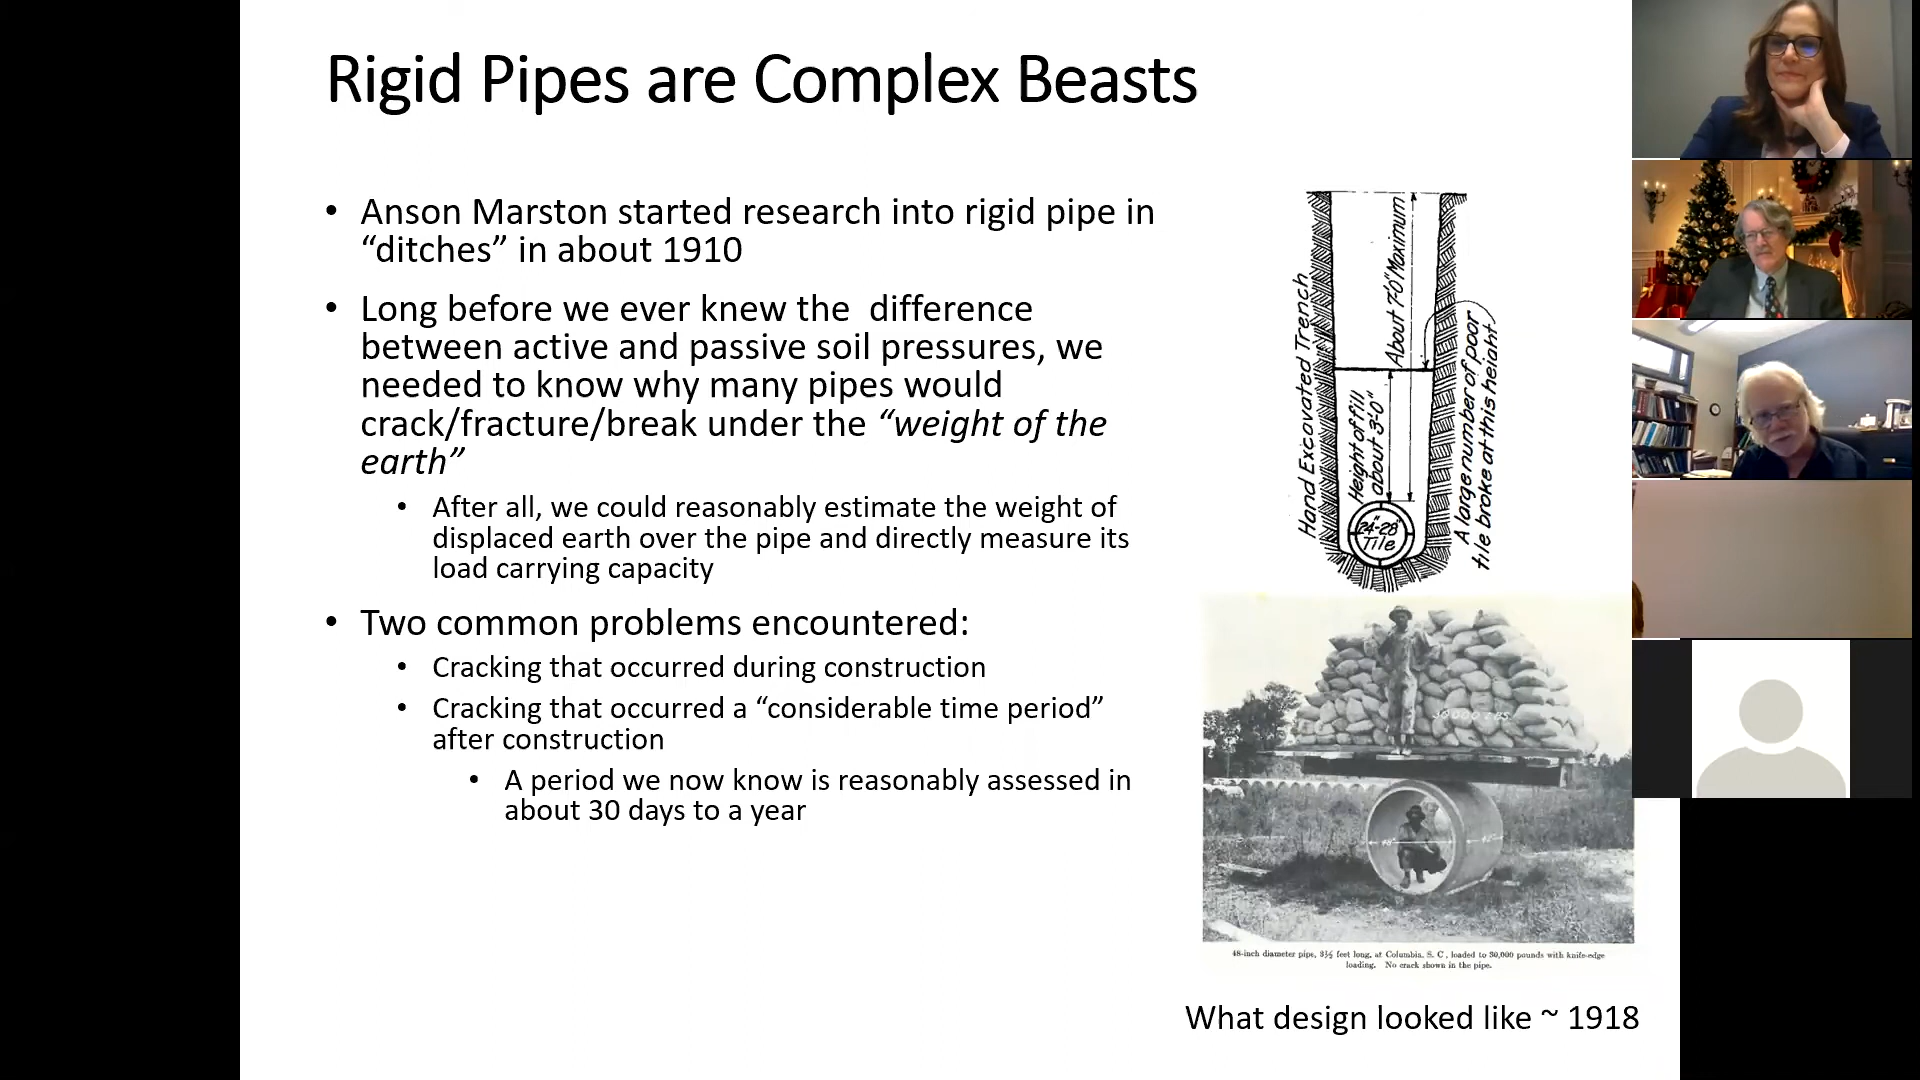 Rigid Pipes are Complex Beasts
• Anson Marston started research into rigid pipe in
“ditches” in about 1910
• Long before we ever knew the  difference
between active and passive soil pressures, we
needed to know why many pipes would
crack/fracture/break under the “weight of the
earth”
• After all, we could reasonably estimate the weight of
displaced earth over the pipe and directly measure its
load carrying capacity
• Two common problems encountered:
• Cracking that occurred during construction
• Cracking that occurred a “considerable time period”
after construction
• A period we now know is reasonably assessed in
about 30 days to a year
Hand Excavated Trench
About 7'-0" Maximum
Height of fill
about 3'-0"
24"-28"
Tile
A large number of poor
tile broke at this height
30000 LBS
48"
42"
48-inch diameter pipe, 3½ feet long, at Columbia, S. C., loaded to 30,000 pounds with knife-edge
loading. No crack shown in the pipe.
What design looked like ~ 1918